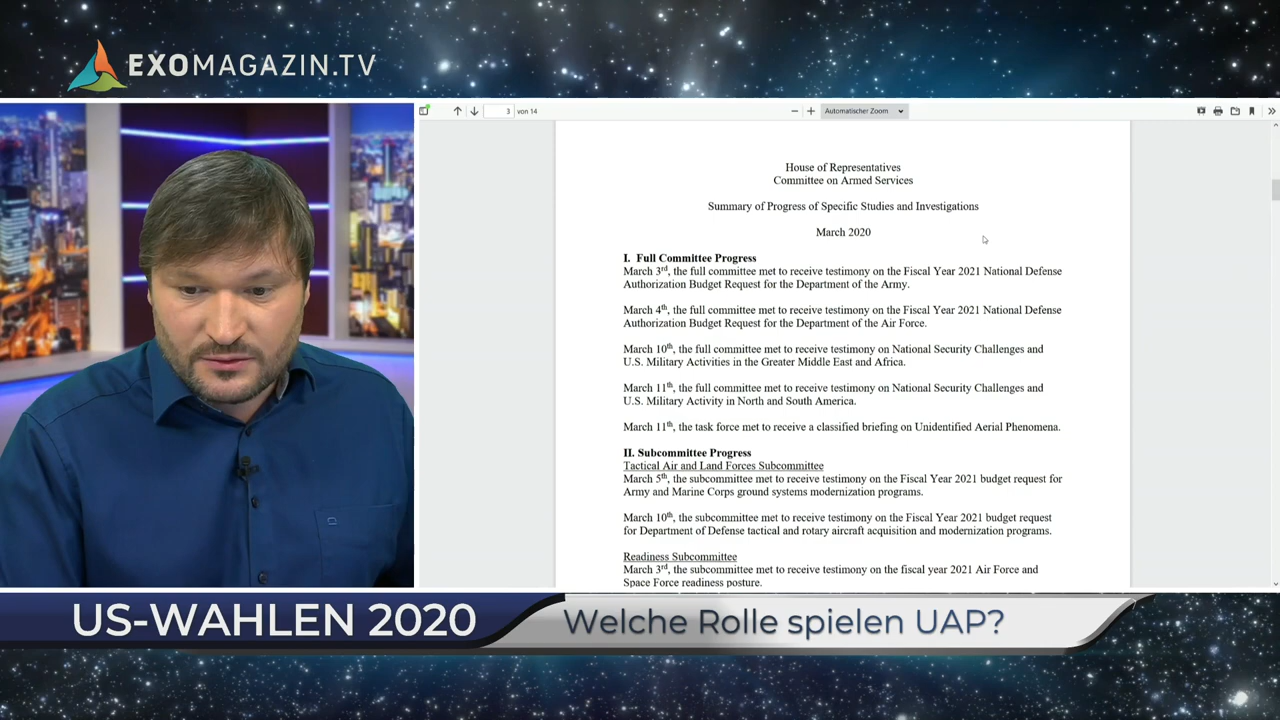 EXOMAGAZIN.TV
3 von 14
Automatischer Zoom
House of Representatives
Committee on Armed Services
Summary of Progress of Specific Studies and Investigations
March 2020
I. Full Committee Progress
March 3rd, the full committee met to receive testimony on the Fiscal Year 2021 National Defense
Authorization Budget Request for the Department of the Army.
March 4th, the full committee met to receive testimony on the Fiscal Year 2021 National Defense
Authorization Budget Request for the Department of the Air Force.
March 10th, the full committee met to receive testimony on National Security Challenges and
U.S. Military Activities in the Greater Middle East and Africa.
March 11th, the full committee met to receive testimony on National Security Challenges and
U.S. Military Activity in North and South America.
March 11th, the task force met to receive a classified briefing on Unidentified Aerial Phenomena.
II. Subcommittee Progress
Tactical Air and Land Forces Subcommittee
March 5th, the subcommittee met to receive testimony on the Fiscal Year 2021 budget request for
Army and Marine Corps ground systems modernization programs.
March 10th, the subcommittee met to receive testimony on the Fiscal Year 2021 budget request
for Department of Defense tactical and rotary aircraft acquisition and modernization programs.
Readiness Subcommittee
March 3rd, the subcommittee met to receive testimony on the fiscal year 2021 Air Force and
Space Force readiness posture.
US-WAHLEN 2020
Welche Rolle spielen UAP?